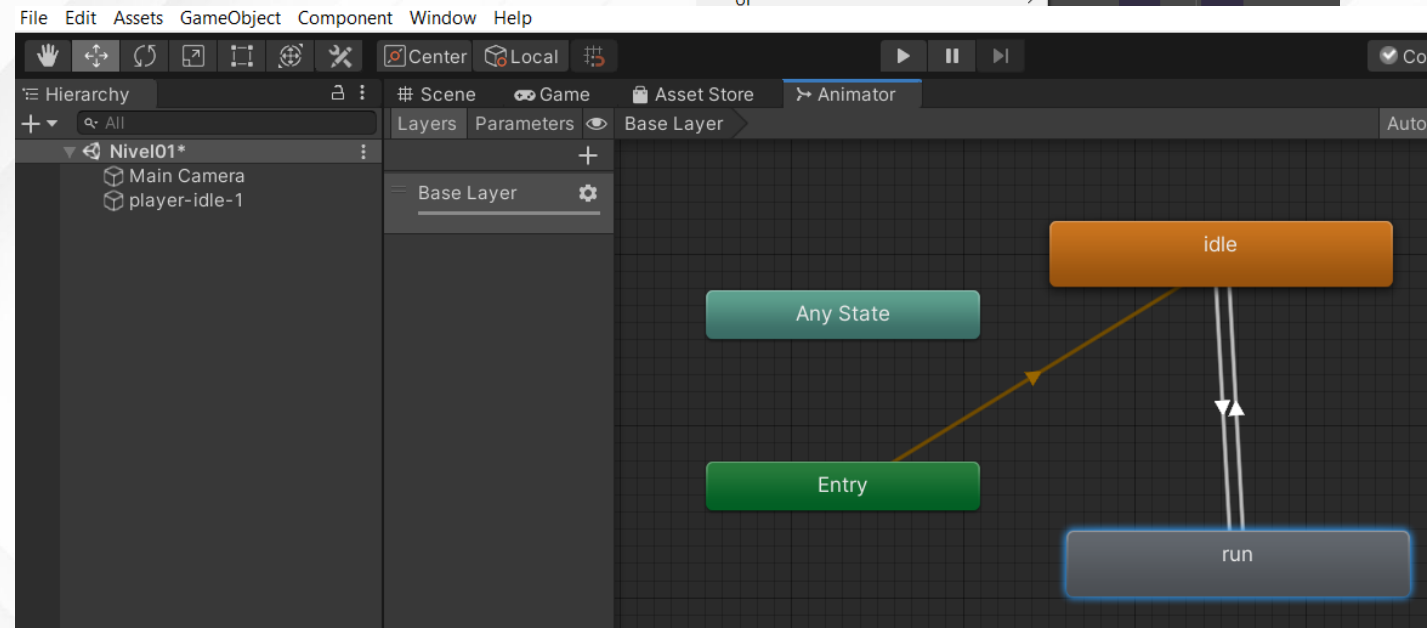 File Edit Assets GameObject Component Window Help
Center Local
Hierarchy
Scene Game Asset Store Animator
All
Layers Parameters Base Layer Auto
Nivel01*
Main Camera
Base Layer
player-idle-1
idle
Any State
Entry
run